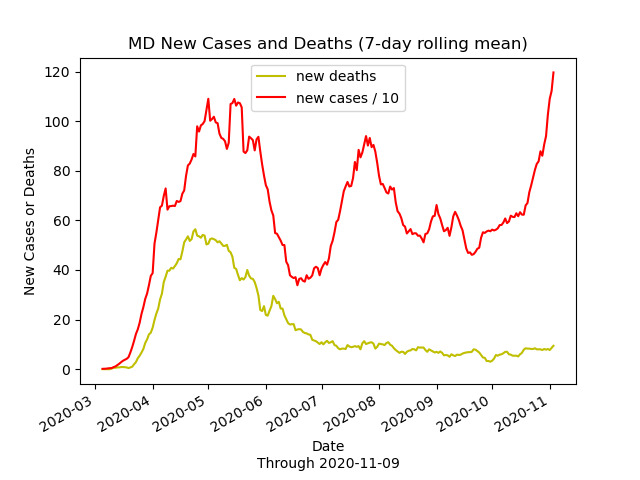 MD New Cases and Deaths (7-day rolling mean)
new deaths
new cases / 10
New Cases or Deaths
120
100
80
60
40
20
0
2020-03
2020-04
2020-05
2020-06
2020-07
2020-08
2020-09
2020-10
2020-11
Date
Through 2020-11-09